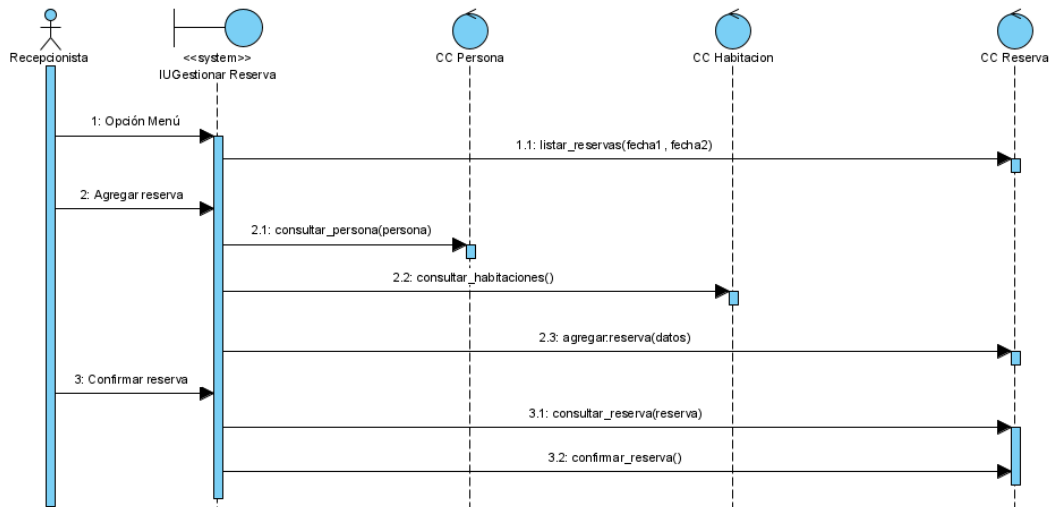 Recepcionista
<<system>>
IUGestionar Reserva
CC Persona
CC Habitacion
CC Reserva
1: Opción Menú
1.1: listar_reservas(fecha1 , fecha2)
2: Agregar reserva
2.1: consultar_persona(persona)
2.2: consultar_habitaciones()
2.3: agregar:reserva(datos)
3: Confirmar reserva
3.1: consultar_reserva(reserva)
3.2: confirmar_reserva()